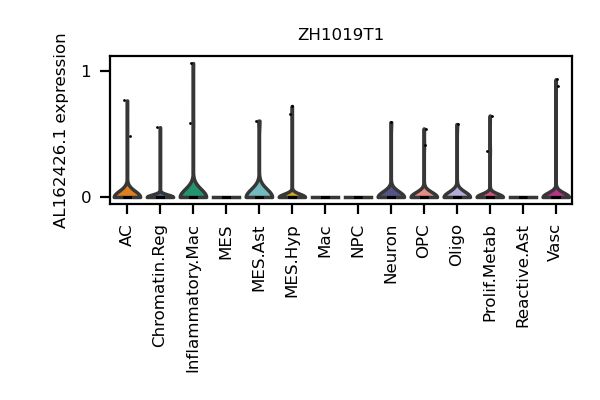 ZH1019T1
AL162426.1 expression
1
0
AC
Chromatin.Reg
Inflammatory.Mac
MES
MES.Ast
MES.Hyp
Mac
NPC
Neuron
OPC
Oligo
Prolif.Metab
Reactive.Ast
Vasc